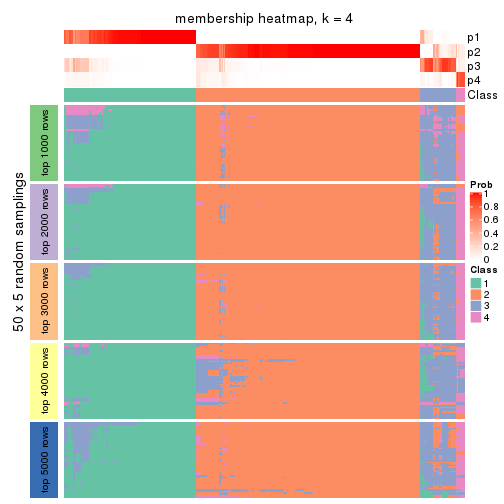 membership heatmap, k = 4
p1
p2
p3
p4
Class
50 x 5 random samplings
top 1000 rows
top 2000 rows
top 3000 rows
top 4000 rows
top 5000 rows
Prob
1
0.8
0.6
0.4
0.2
0
Class
1
2
3
4